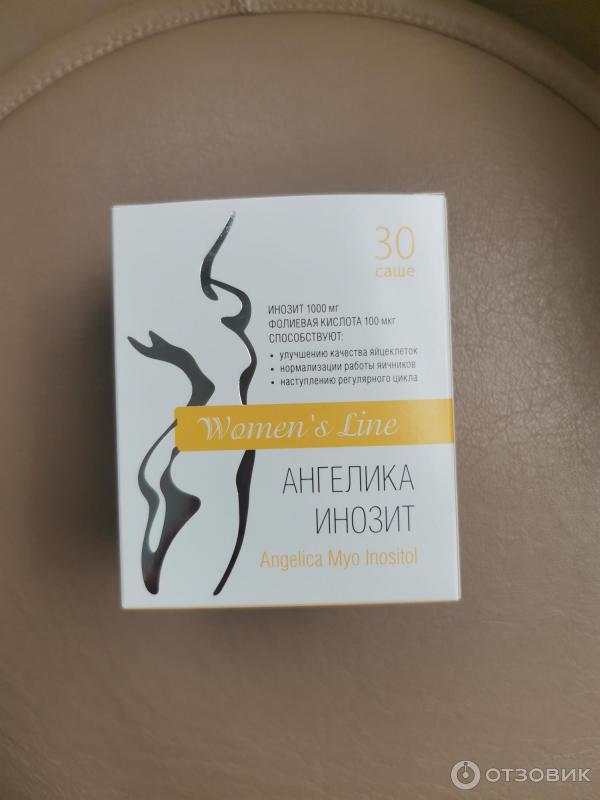 30
саше
ИНОЗИТ 1000 мг
ФОЛИЕВАЯ КИСЛОТА 100 мкг
СПОСОБСТВУЮТ:
• улучшению качества яйцеклеток
• нормализации работы яичников
• наступлению регулярного цикла
Women's Line
АНГЕЛИКА
ИНОЗИТ
Angelica Myo Inositol
ОТЗОВИК